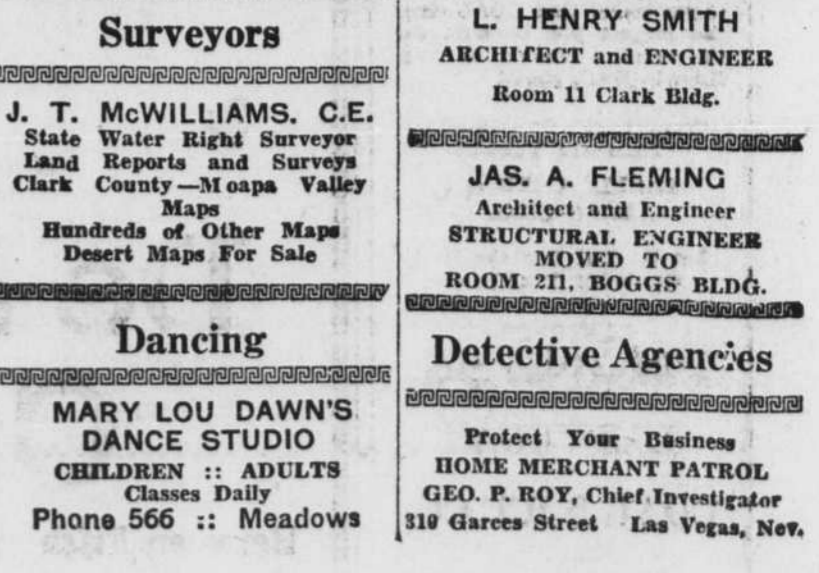 Surveyors
J. T. McWILLIAMS. C.E.
State Water Right Surveyor
Land Reports and Surveys
Clark County—Moapa Valley
Maps
Hundreds of Other Maps
Desert Maps For Sale
Dancing
MARY LOU DAWN'S
DANCE STUDIO
CHILDREN :: ADULTS
Classes Daily
Phone 566 :: Meadows
L. HENRY SMITH
ARCHITECT and ENGINEER
Room 11 Clark Bldg.
JAS. A. FLEMING
Architect and Engineer
STRUCTURAL ENGINEER
MOVED TO
ROOM 211, BOGGS BLDG.
Detective Agencies
Protect Your Business
HOME MERCHANT PATROL
GEO. P. ROY, Chief Investigator
319 Garces Street Las Vegas, Nev.